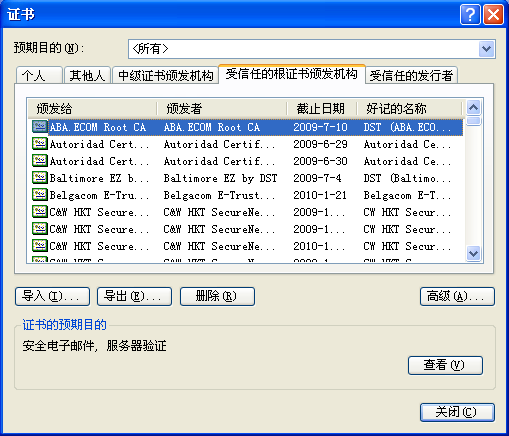 证书
预期目的(N): <所有>
个人 其他人 中级证书颁发机构 受信任的根证书颁发机构 受信任的发行者
颁发给 颁发者 截止日期 好记的名称
ABA.ECOM Root CA ABA.ECOM Root CA 2009-7-10 DST (ABA.ECO...
Autoridad Cert... Autoridad Certif... 2009-6-29 Autoridad Ce...
Autoridad Cert... Autoridad Certif... 2009-6-30 Autoridad Ce...
Baltimore EZ b... Baltimore EZ by DST 2009-7-4 DST (Baltimo...
Belgacom E-Tru... Belgacom E-Trust... 2010-1-21 Belgacom E-T...
C&W HKT Secure... C&W HKT SecureNe... 2009-1... CW HKT Secur...
C&W HKT Secure... C&W HKT SecureNe... 2009-1... CW HKT Secur...
C&W HKT Secure... C&W HKT SecureNe... 2010-1... CW HKT Secur...
导入(I)... 导出(E)... 删除(R) 高级(A)...
证书的预期目的
安全电子邮件, 服务器验证
查看(V)
关闭(C)